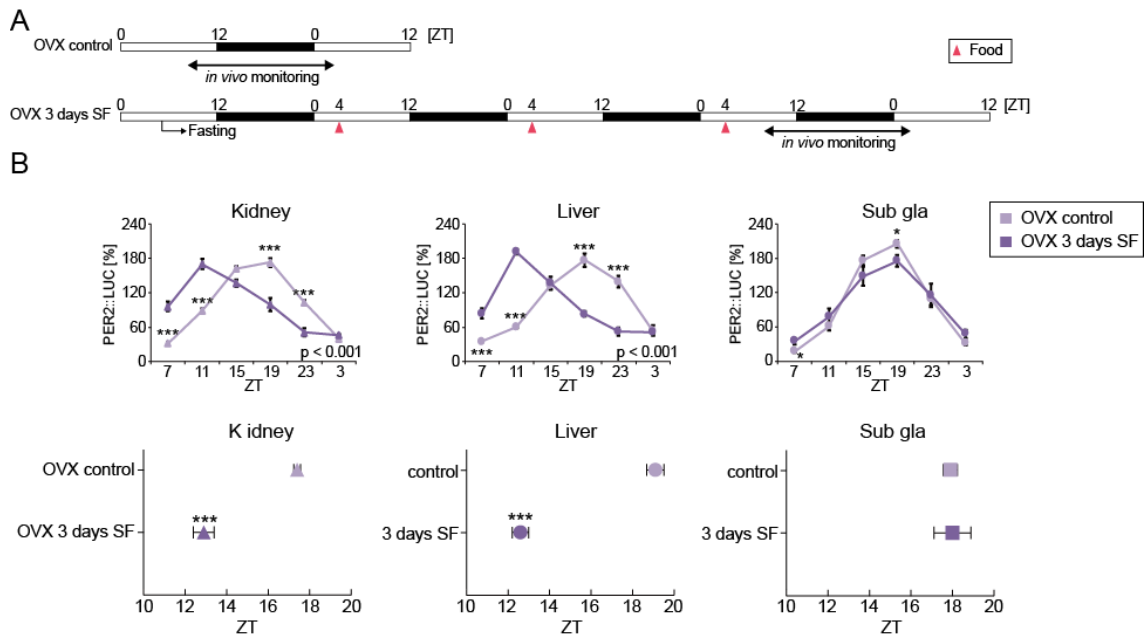 A
0 12 0 12 [ZT]
OVX control
in vivo monitoring
Food
0 12 0 4 12 0 4 12 0 4 12 0 12 [ZT]
OVX 3 days SF
Fasting
in vivo monitoring
B
OVX control
OVX 3 days SF
Kidney
PER2::LUC [%]
240
180
120
60
0
***
***
***
***
p < 0.001
7 11 15 19 23 3
ZT
Liver
PER2::LUC [%]
240
180
120
60
0
***
***
***
***
p < 0.001
7 11 15 19 23 3
ZT
Sub gla
PER2::LUC [%]
240
180
120
60
0
*
*
7 11 15 19 23 3
ZT
K idney
OVX control
***
OVX 3 days SF
10 12 14 16 18 20
ZT
Liver
control
***
3 days SF
10 12 14 16 18 20
ZT
Sub gla
control
3 days SF
10 12 14 16 18 20
ZT